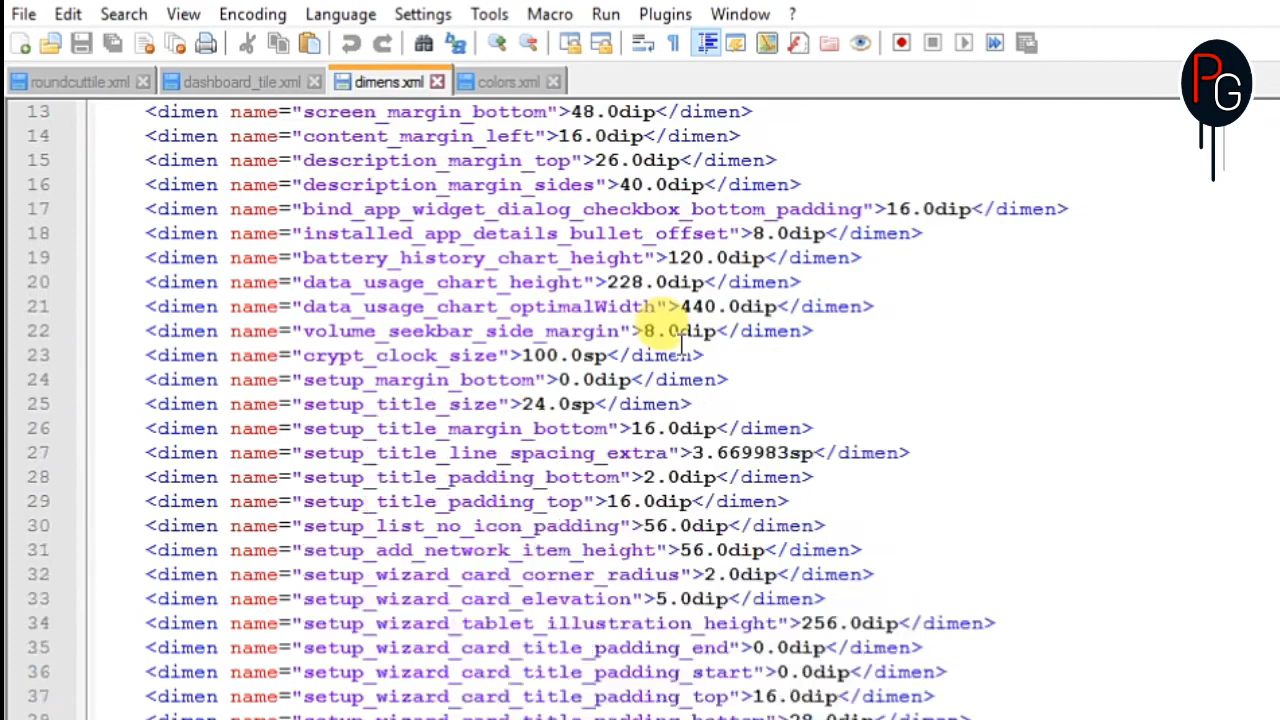 File Edit Search View Encoding Language Settings Tools Macro Run Plugins Window ?
roundcuttile.xml dashboard_tile.xml dimens.xml colors.xml
PG
13 <dimen name="screen_margin_bottom">48.0dip</dimen>
14 <dimen name="content_margin_left">16.0dip</dimen>
15 <dimen name="description_margin_top">26.0dip</dimen>
16 <dimen name="description_margin_sides">40.0dip</dimen>
17 <dimen name="bind_app_widget_dialog_checkbox_bottom_padding">16.0dip</dimen>
18 <dimen name="installed_app_details_bullet_offset">8.0dip</dimen>
19 <dimen name="battery_history_chart_height">120.0dip</dimen>
20 <dimen name="data_usage_chart_height">228.0dip</dimen>
21 <dimen name="data_usage_chart_optimalWidth">440.0dip</dimen>
22 <dimen name="volume_seekbar_side_margin">8.0dip</dimen>
23 <dimen name="crypt_clock_size">100.0sp</dimen>
24 <dimen name="setup_margin_bottom">0.0dip</dimen>
25 <dimen name="setup_title_size">24.0sp</dimen>
26 <dimen name="setup_title_margin_bottom">16.0dip</dimen>
27 <dimen name="setup_title_line_spacing_extra">3.669983sp</dimen>
28 <dimen name="setup_title_padding_bottom">2.0dip</dimen>
29 <dimen name="setup_title_padding_top">16.0dip</dimen>
30 <dimen name="setup_list_no_icon_padding">56.0dip</dimen>
31 <dimen name="setup_add_network_item_height">56.0dip</dimen>
32 <dimen name="setup_wizard_card_corner_radius">2.0dip</dimen>
33 <dimen name="setup_wizard_card_elevation">5.0dip</dimen>
34 <dimen name="setup_wizard_tablet_illustration_height">256.0dip</dimen>
35 <dimen name="setup_wizard_card_title_padding_end">0.0dip</dimen>
36 <dimen name="setup_wizard_card_title_padding_start">0.0dip</dimen>
37 <dimen name="setup_wizard_card_title_padding_top">16.0dip</dimen>